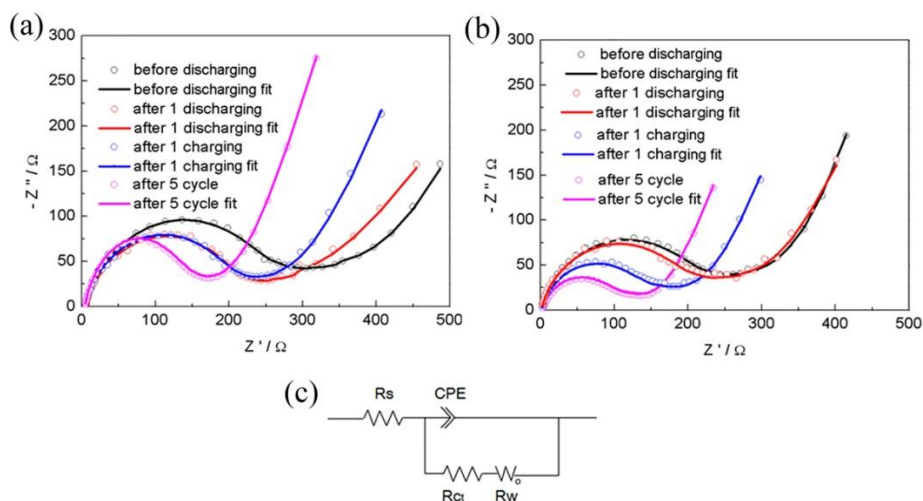 (a)
300
250
200
150
100
50
0
- Z '' / Ω
before discharging
before discharging fit
after 1 discharging
after 1 discharging fit
after 1 charging
after 1 charging fit
after 5 cycle
after 5 cycle fit
0 100 200 300 400 500
Z ' / Ω
(b)
300
250
200
150
100
50
0
- Z '' / Ω
before discharging
before discharging fit
after 1 discharging
after 1 discharging fit
after 1 charging
after 1 charging fit
after 5 cycle
after 5 cycle fit
0 100 200 300 400 500
Z ' / Ω
(c)
Rs CPE
Rct Rw